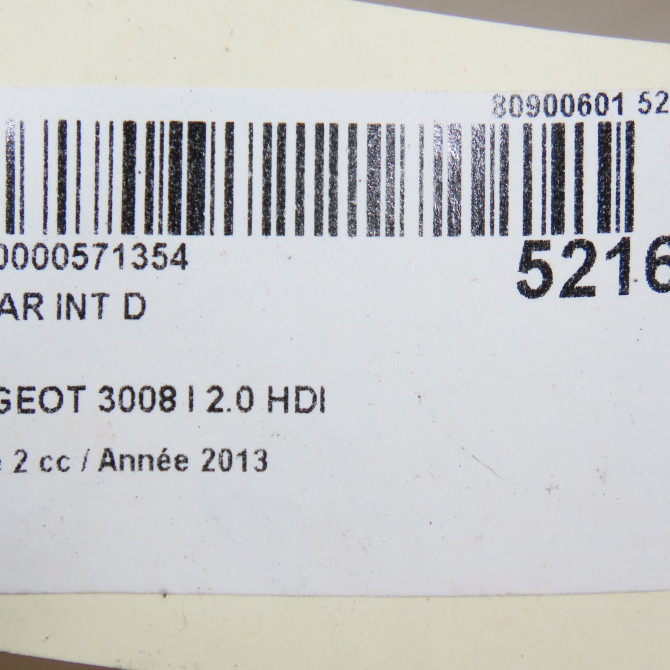 80900601 52
0000571354
5216
AR INT D
GEOT 3008 I 2.0 HDI
2 cc / Année 2013